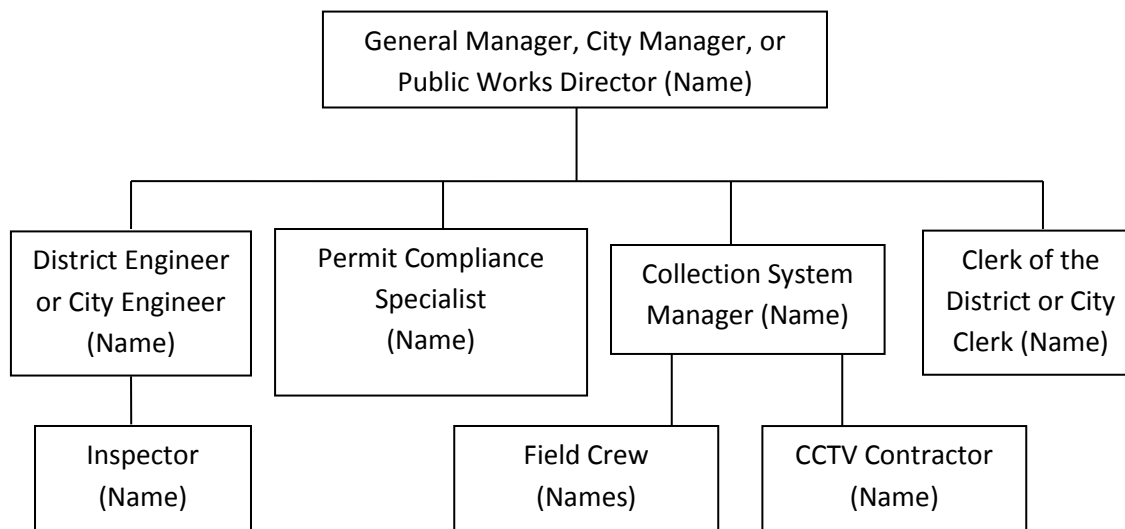 General Manager, City Manager, or
Public Works Director (Name)
District Engineer
or City Engineer
(Name)
Permit Compliance
Specialist
(Name)
Collection System
Manager (Name)
Clerk of the
District or City
Clerk (Name)
Inspector
(Name)
Field Crew
(Names)
CCTV Contractor
(Name)